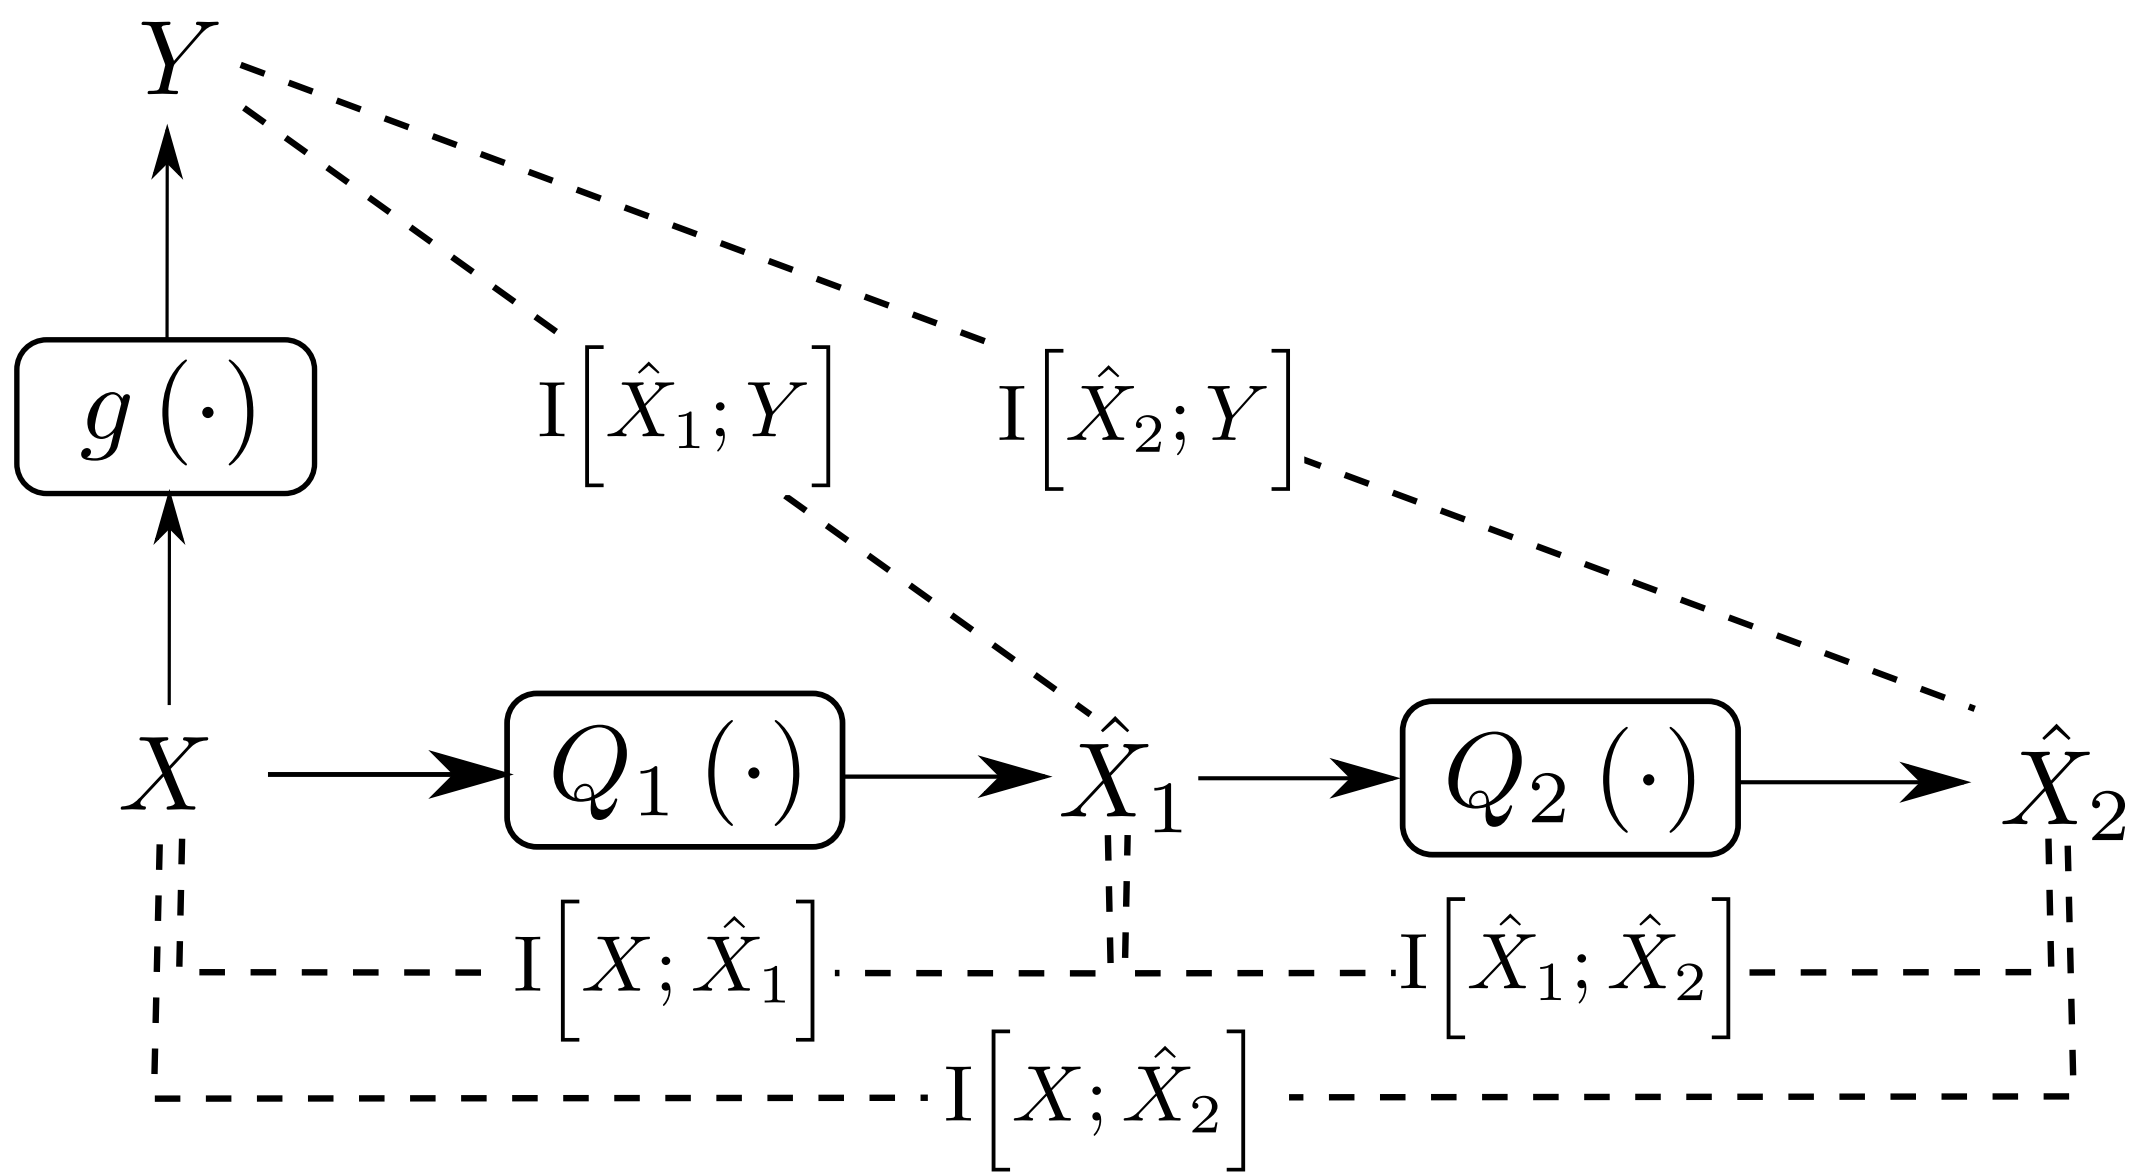 Y
g (·)
I[X̂₁; Y] I[X̂₂; Y]
X Q₁ (·) X̂₁ Q₂ (·) X̂₂
I[X; X̂₁] I[X̂₁; X̂₂]
I[X; X̂₂]